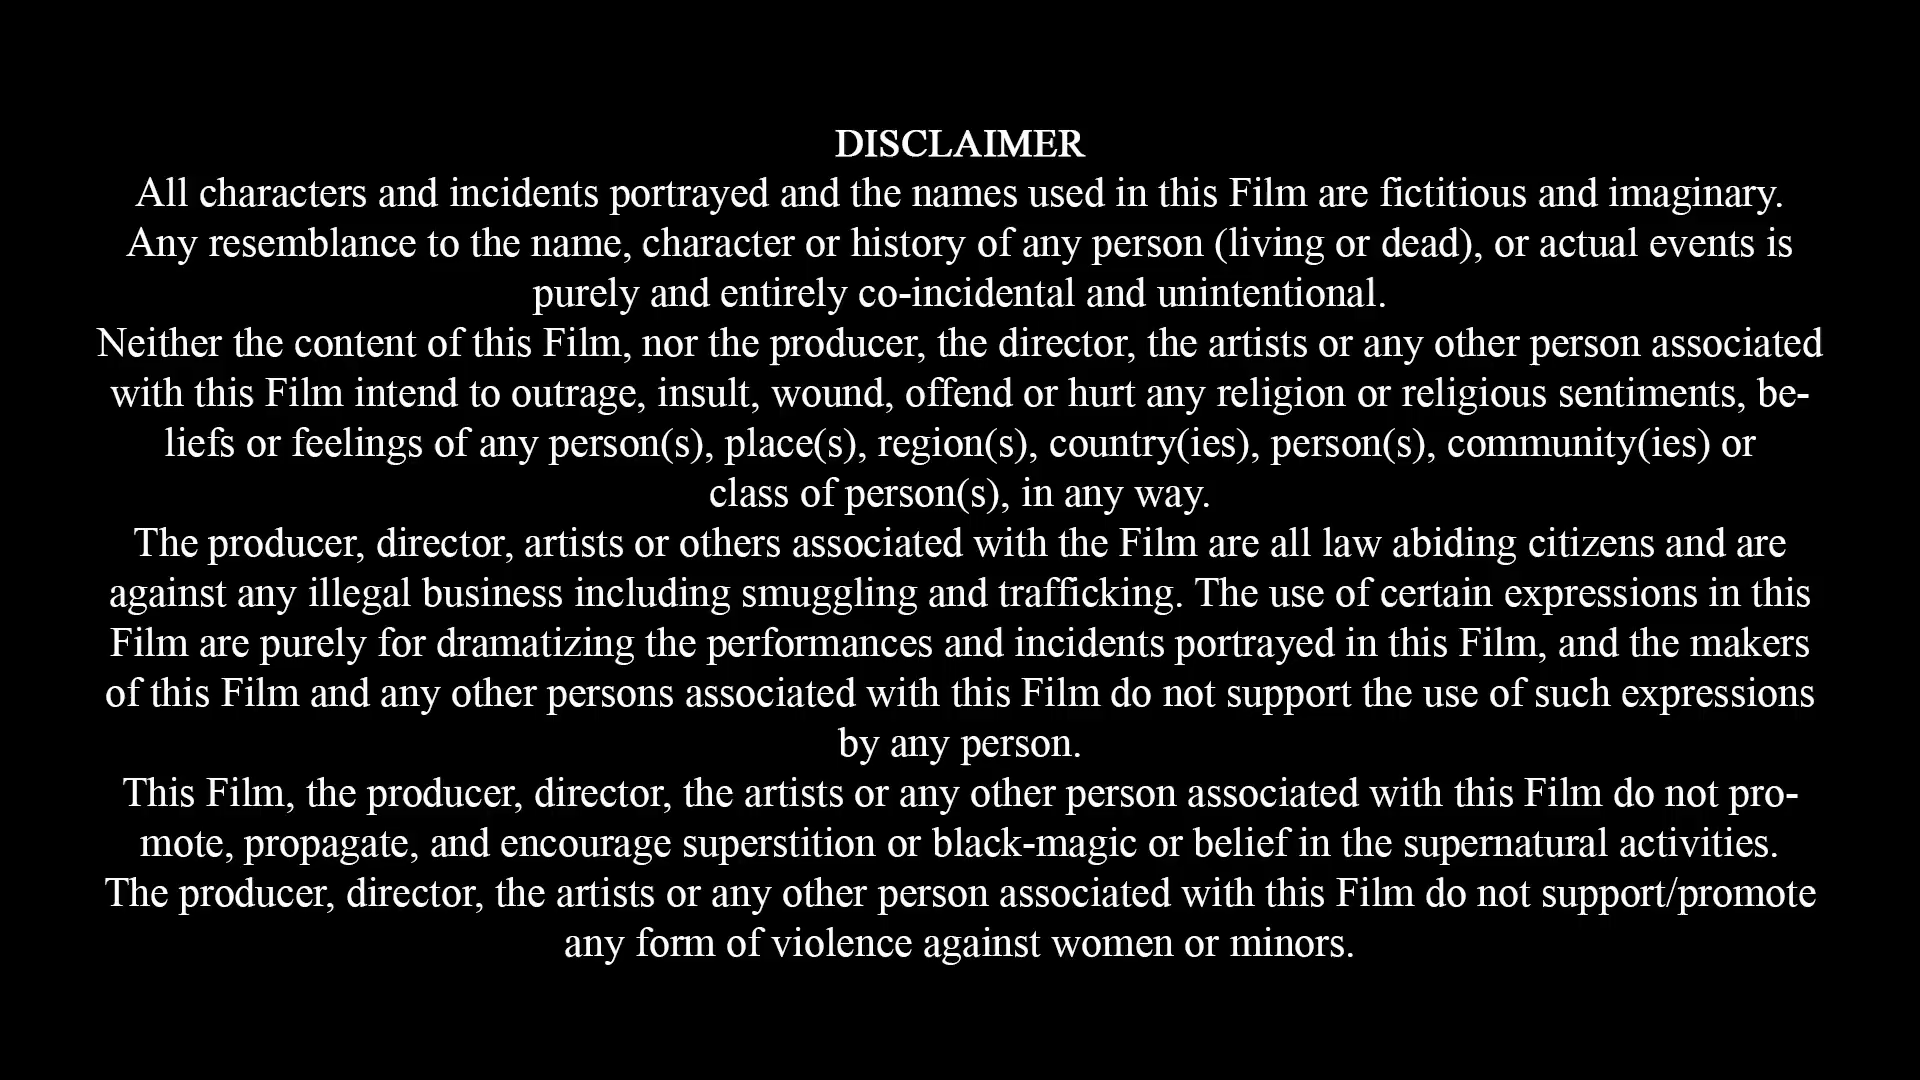 DISCLAIMER
All characters and incidents portrayed and the names used in this Film are fictitious and imaginary.
Any resemblance to the name, character or history of any person (living or dead), or actual events is
purely and entirely co-incidental and unintentional.
Neither the content of this Film, nor the producer, the director, the artists or any other person associated
with this Film intend to outrage, insult, wound, offend or hurt any religion or religious sentiments, be-
liefs or feelings of any person(s), place(s), region(s), country(ies), person(s), community(ies) or
class of person(s), in any way.
The producer, director, artists or others associated with the Film are all law abiding citizens and are
against any illegal business including smuggling and trafficking. The use of certain expressions in this
Film are purely for dramatizing the performances and incidents portrayed in this Film, and the makers
of this Film and any other persons associated with this Film do not support the use of such expressions
by any person.
This Film, the producer, director, the artists or any other person associated with this Film do not pro-
mote, propagate, and encourage superstition or black-magic or belief in the supernatural activities.
The producer, director, the artists or any other person associated with this Film do not support/promote
any form of violence against women or minors.